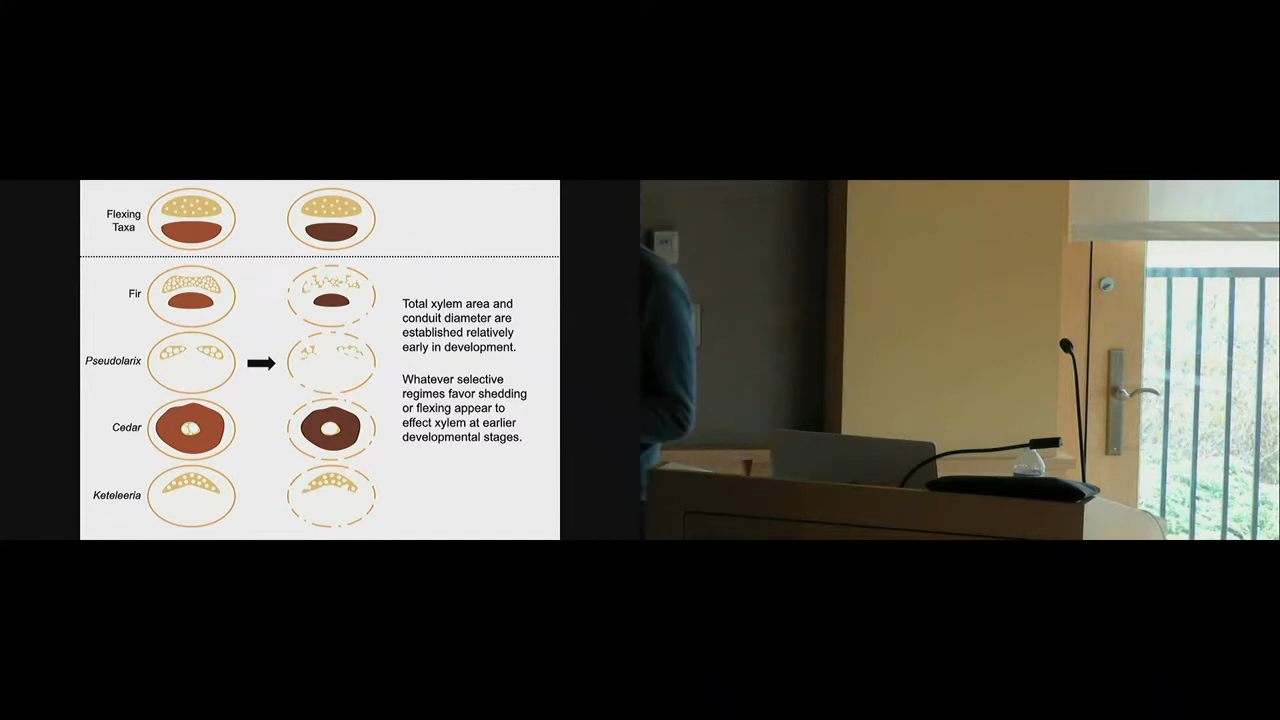 Flexing
Taxa
Fir
Pseudolarix
Cedar
Keteleeria
Total xylem area and
conduit diameter are
established relatively
early in development.
Whatever selective
regimes favor shedding
or flexing appear to
effect xylem at earlier
developmental stages.